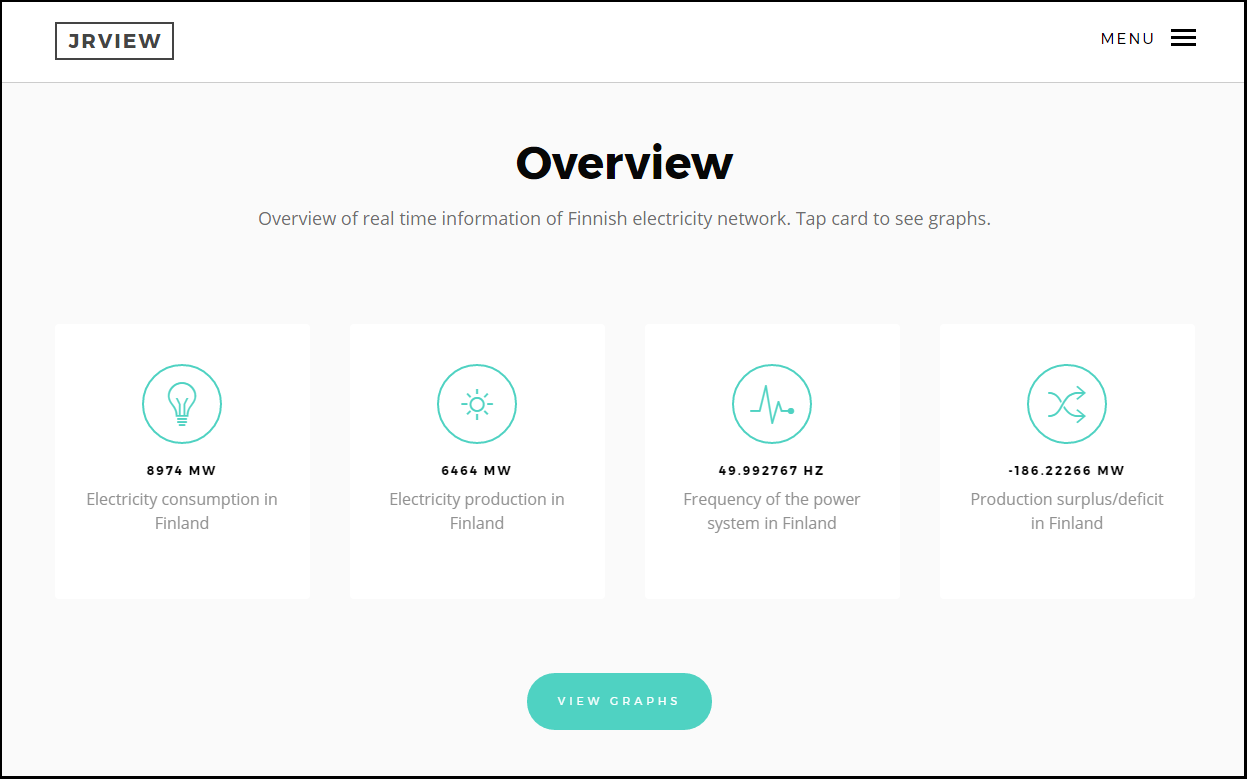 JRVIEW
MENU
Overview
Overview of real time information of Finnish electricity network. Tap card to see graphs.
8974 MW
Electricity consumption in
Finland
6464 MW
Electricity production in
Finland
49.992767 HZ
Frequency of the power
system in Finland
-186.22266 MW
Production surplus/deficit
in Finland
VIEW GRAPHS